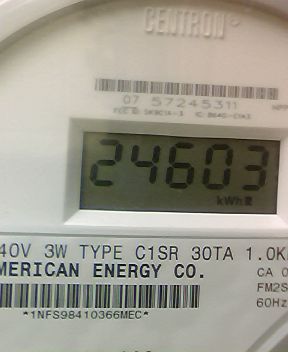 CENTRON
07 57245311
24603
kWh
40V 3W TYPE C1SR 30TA 1.0K
MERICAN ENERGY CO.
CA 0
FM2S
60Hz
*1NFS98410366MEC*